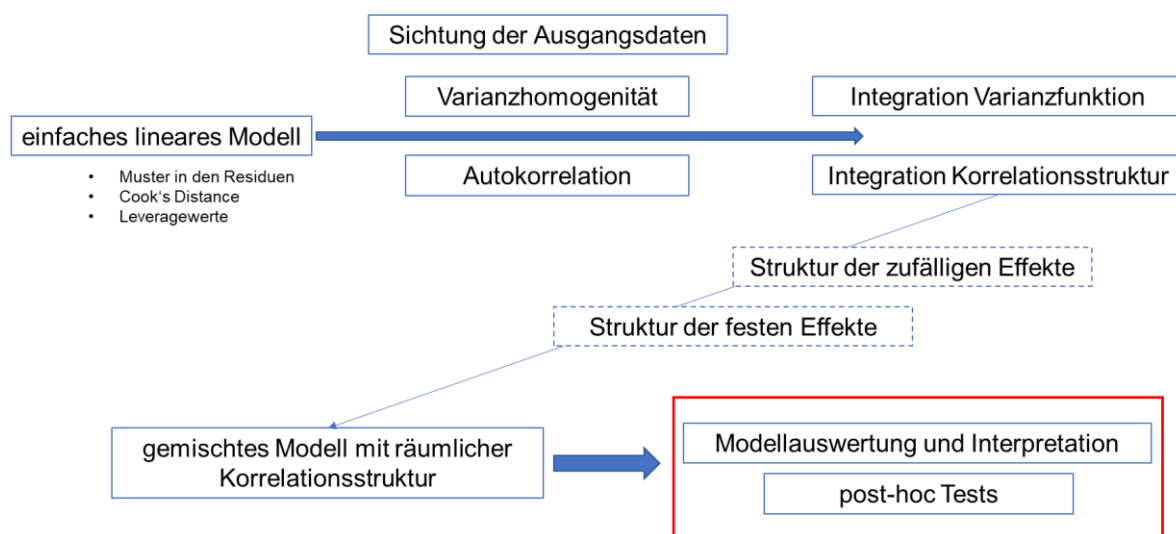 Sichtung der Ausgangsdaten
Varianzhomogenität
Integration Varianzfunktion
einfaches lineares Modell
Autokorrelation
Integration Korrelationsstruktur
• Muster in den Residuen
• Cook‘s Distance
• Leveragewerte
Struktur der zufälligen Effekte
Struktur der festen Effekte
gemischtes Modell mit räumlicher
Korrelationsstruktur
Modellauswertung und Interpretation
post-hoc Tests